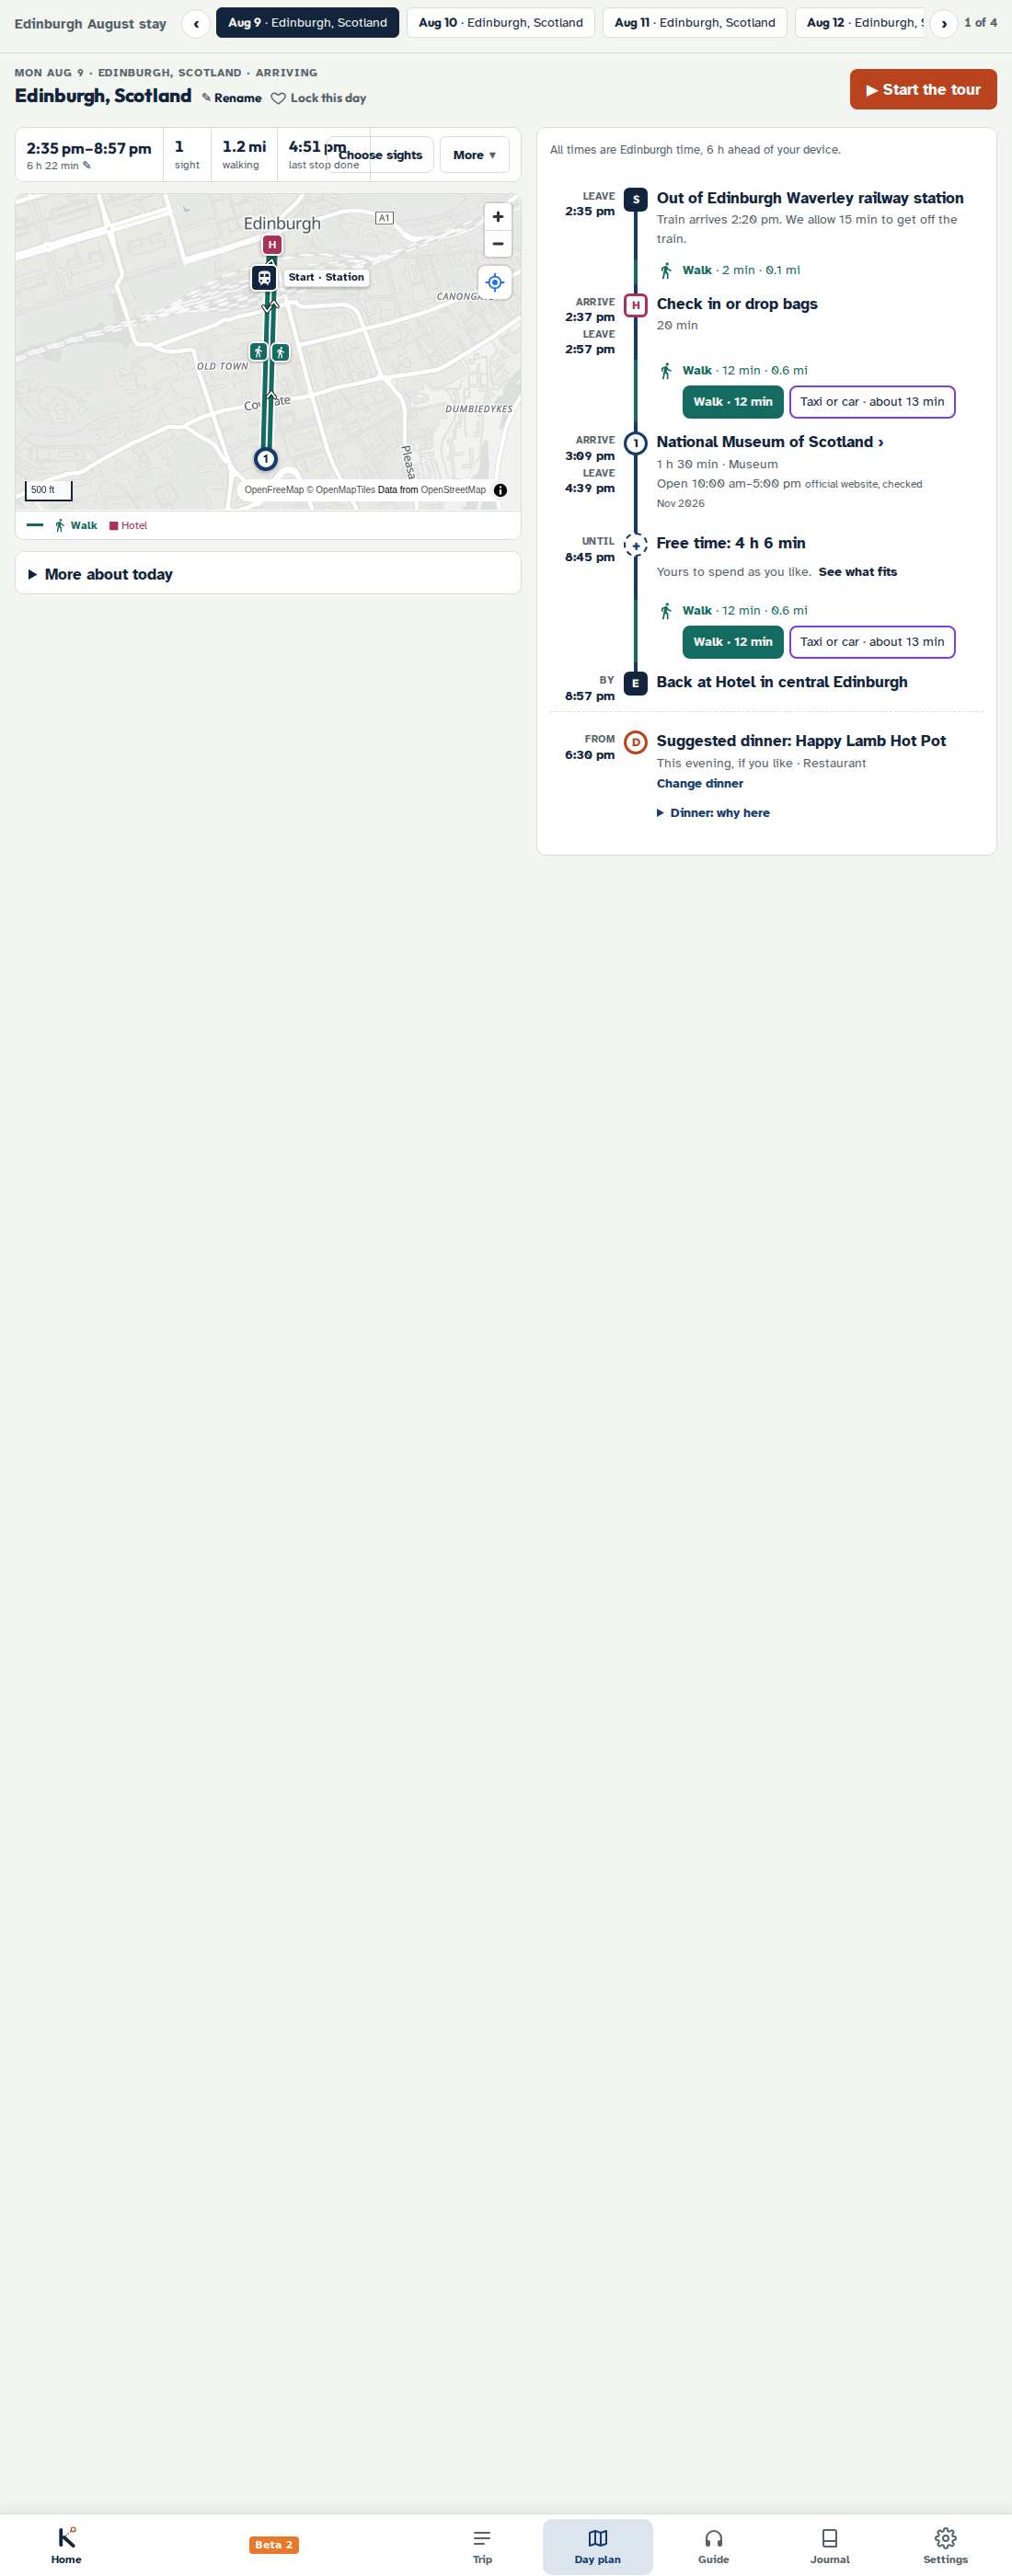 Edinburgh August stay
‹
Aug 9 · Edinburgh, Scotland
Aug 10 · Edinburgh, Scotland
Aug 11 · Edinburgh, Scotland
Aug 12 · Edinburgh,
›
1 of 4
MON AUG 9 · EDINBURGH, SCOTLAND · ARRIVING
Edinburgh, Scotland
✎ Rename
Lock this day
▶ Start the tour
2:35 pm–8:57 pm
6 h 22 min ✎
1
sight
1.2 mi
walking
4:51 pm
last stop done
Choose sights
More ▼
Edinburgh
A1
H
Start · Station
OLD TOWN
DUMBIEDYKES
1
500 ft
OpenFreeMap © OpenMapTiles Data from OpenStreetMap
Walk
Hotel
▶ More about today
All times are Edinburgh time, 6 h ahead of your device.
LEAVE
2:35 pm
S
Out of Edinburgh Waverley railway station
Train arrives 2:20 pm. We allow 15 min to get off the
train.
Walk · 2 min · 0.1 mi
ARRIVE
2:37 pm
LEAVE
2:57 pm
H
Check in or drop bags
20 min
Walk · 12 min · 0.6 mi
Walk · 12 min
Taxi or car · about 13 min
ARRIVE
3:09 pm
LEAVE
4:39 pm
1
National Museum of Scotland ›
1 h 30 min · Museum
Open 10:00 am–5:00 pm official website, checked
Nov 2026
UNTIL
8:45 pm
+
Free time: 4 h 6 min
Yours to spend as you like. See what fits
Walk · 12 min · 0.6 mi
Walk · 12 min
Taxi or car · about 13 min
BY
8:57 pm
E
Back at Hotel in central Edinburgh
FROM
6:30 pm
D
Suggested dinner: Happy Lamb Hot Pot
This evening, if you like · Restaurant
Change dinner
▶ Dinner: why here
Home
Beta 2
Trip
Day plan
Guide
Journal
Settings